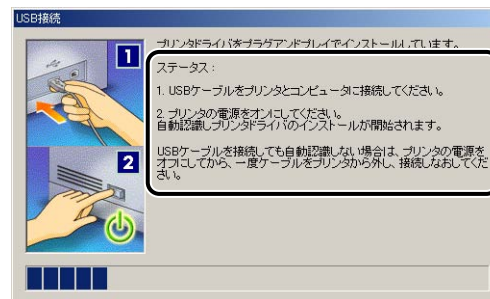 USB接続
プリンタドライバをプラグアンドプレイでインストールしています。
1
ステータス:
1. USBケーブルをプリンタとコンピュータに接続してください。
2. プリンタの電源をオンにしてください。
自動認識しプリンタドライバのインストールが開始されます。
2
USBケーブルを接続しても自動認識しない場合は、プリンタの電源を
オフにしてから、一度ケーブルをプリンタから外し、接続しなおしてくだ
さい。